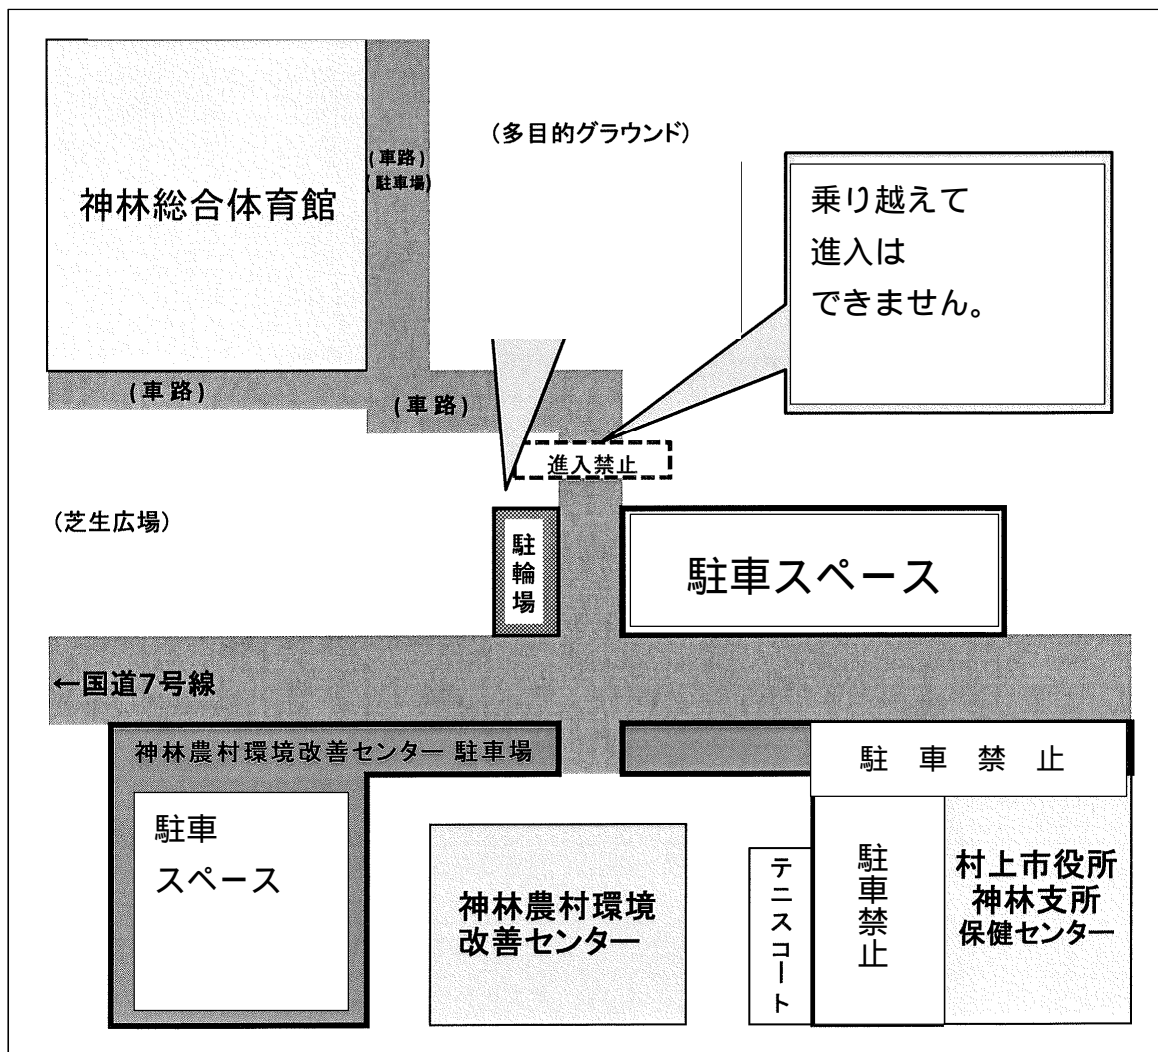 (多目的グラウンド)
(車路)
(駐車場)
神林総合体育館
乗り越えて
進入は
できません。
(車路)
(車路)
進入禁止
(芝生広場)
駐輪場
駐車スペース
←国道7号線
神林農村環境改善センター 駐車場
駐車禁止
駐車
スペース
神林農村環境
改善センター
テニスコート
駐車禁止
村上市役所
神林支所
保健センター